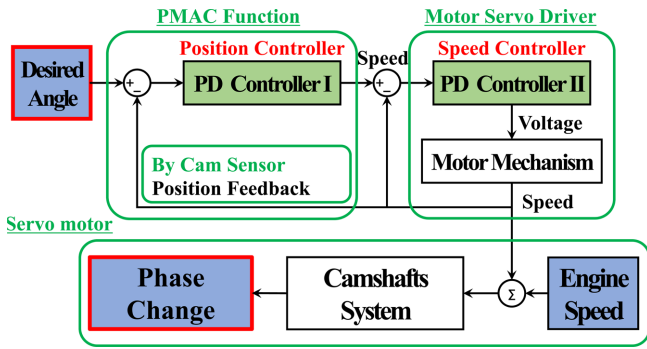 PMAC Function
Motor Servo Driver
Desired
Angle
+
−
Position Controller
PD Controller I
Speed
+
−
Speed Controller
PD Controller II
Voltage
Motor Mechanism
By Cam Sensor
Position Feedback
Speed
Servo motor
Phase
Change
Camshafts
System
Σ
Engine
Speed